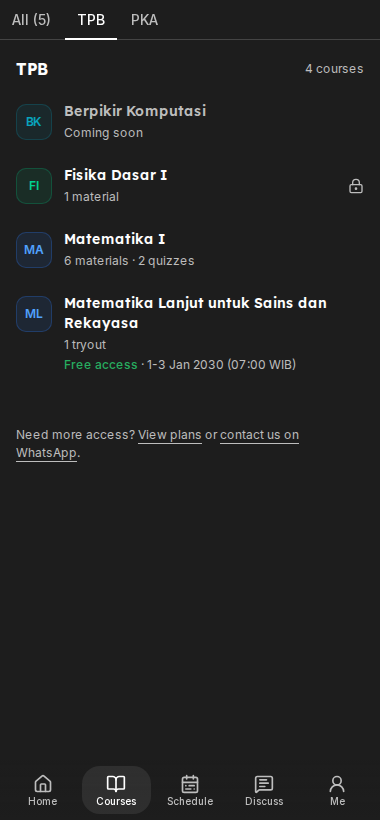 All (5) TPB PKA
TPB 4 courses
BK Berpikir Komputasi
Coming soon
FI Fisika Dasar I
1 material
MA Matematika I
6 materials · 2 quizzes
ML Matematika Lanjut untuk Sains dan
Rekayasa
1 tryout
Free access · 1-3 Jan 2030 (07:00 WIB)
Need more access? View plans or contact us on
WhatsApp.
Home Courses Schedule Discuss Me